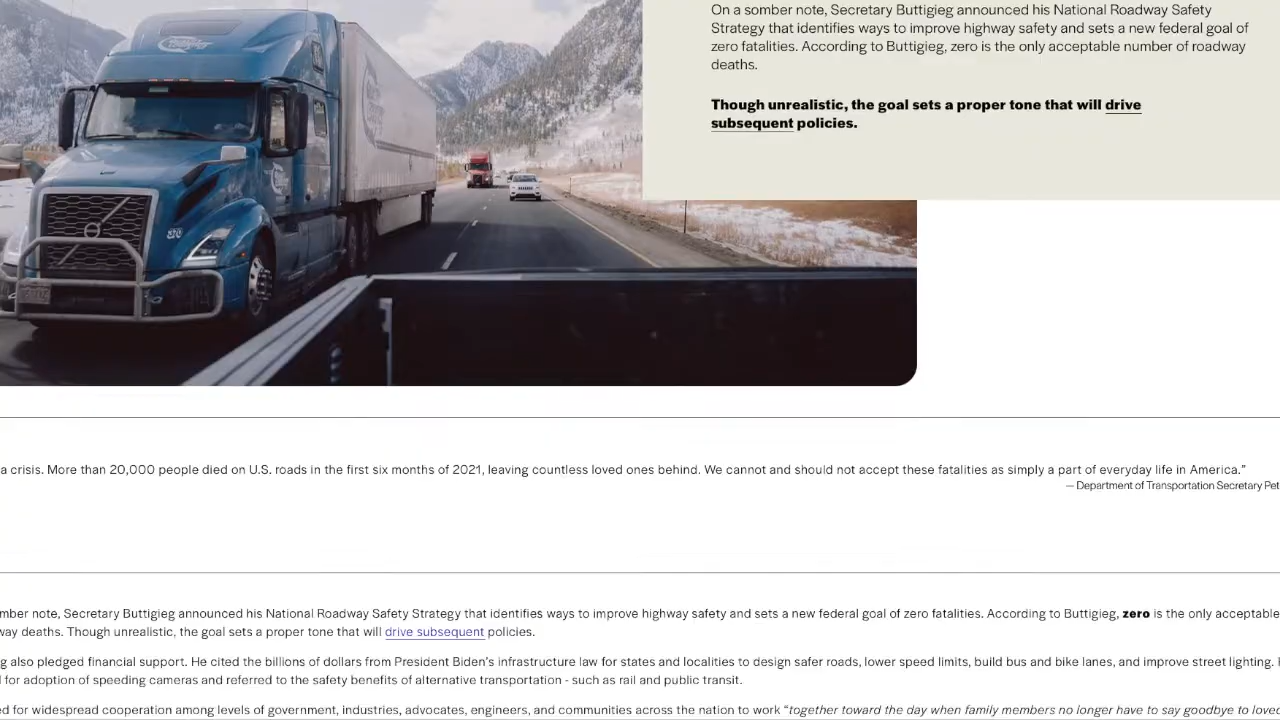 On a somber note, Secretary Buttigieg announced his National Roadway Safety
Strategy that identifies ways to improve highway safety and sets a new federal goal of
zero fatalities. According to Buttigieg, zero is the only acceptable number of roadway
deaths.
Though unrealistic, the goal sets a proper tone that will drive
subsequent policies.
a crisis. More than 20,000 people died on U.S. roads in the first six months of 2021, leaving countless loved ones behind. We cannot and should not accept these fatalities as simply a part of everyday life in America.”
— Department of Transportation Secretary Pet
mber note, Secretary Buttigieg announced his National Roadway Safety Strategy that identifies ways to improve highway safety and sets a new federal goal of zero fatalities. According to Buttigieg, zero is the only acceptable
way deaths. Though unrealistic, the goal sets a proper tone that will drive subsequent policies.
g also pledged financial support. He cited the billions of dollars from President Biden’s infrastructure law for states and localities to design safer roads, lower speed limits, build bus and bike lanes, and improve street lighting.
for adoption of speeding cameras and referred to the safety benefits of alternative transportation - such as rail and public transit.
ed for widespread cooperation among levels of government, industries, advocates, engineers, and communities across the nation to work “together toward the day when family members no longer have to say goodbye to loved